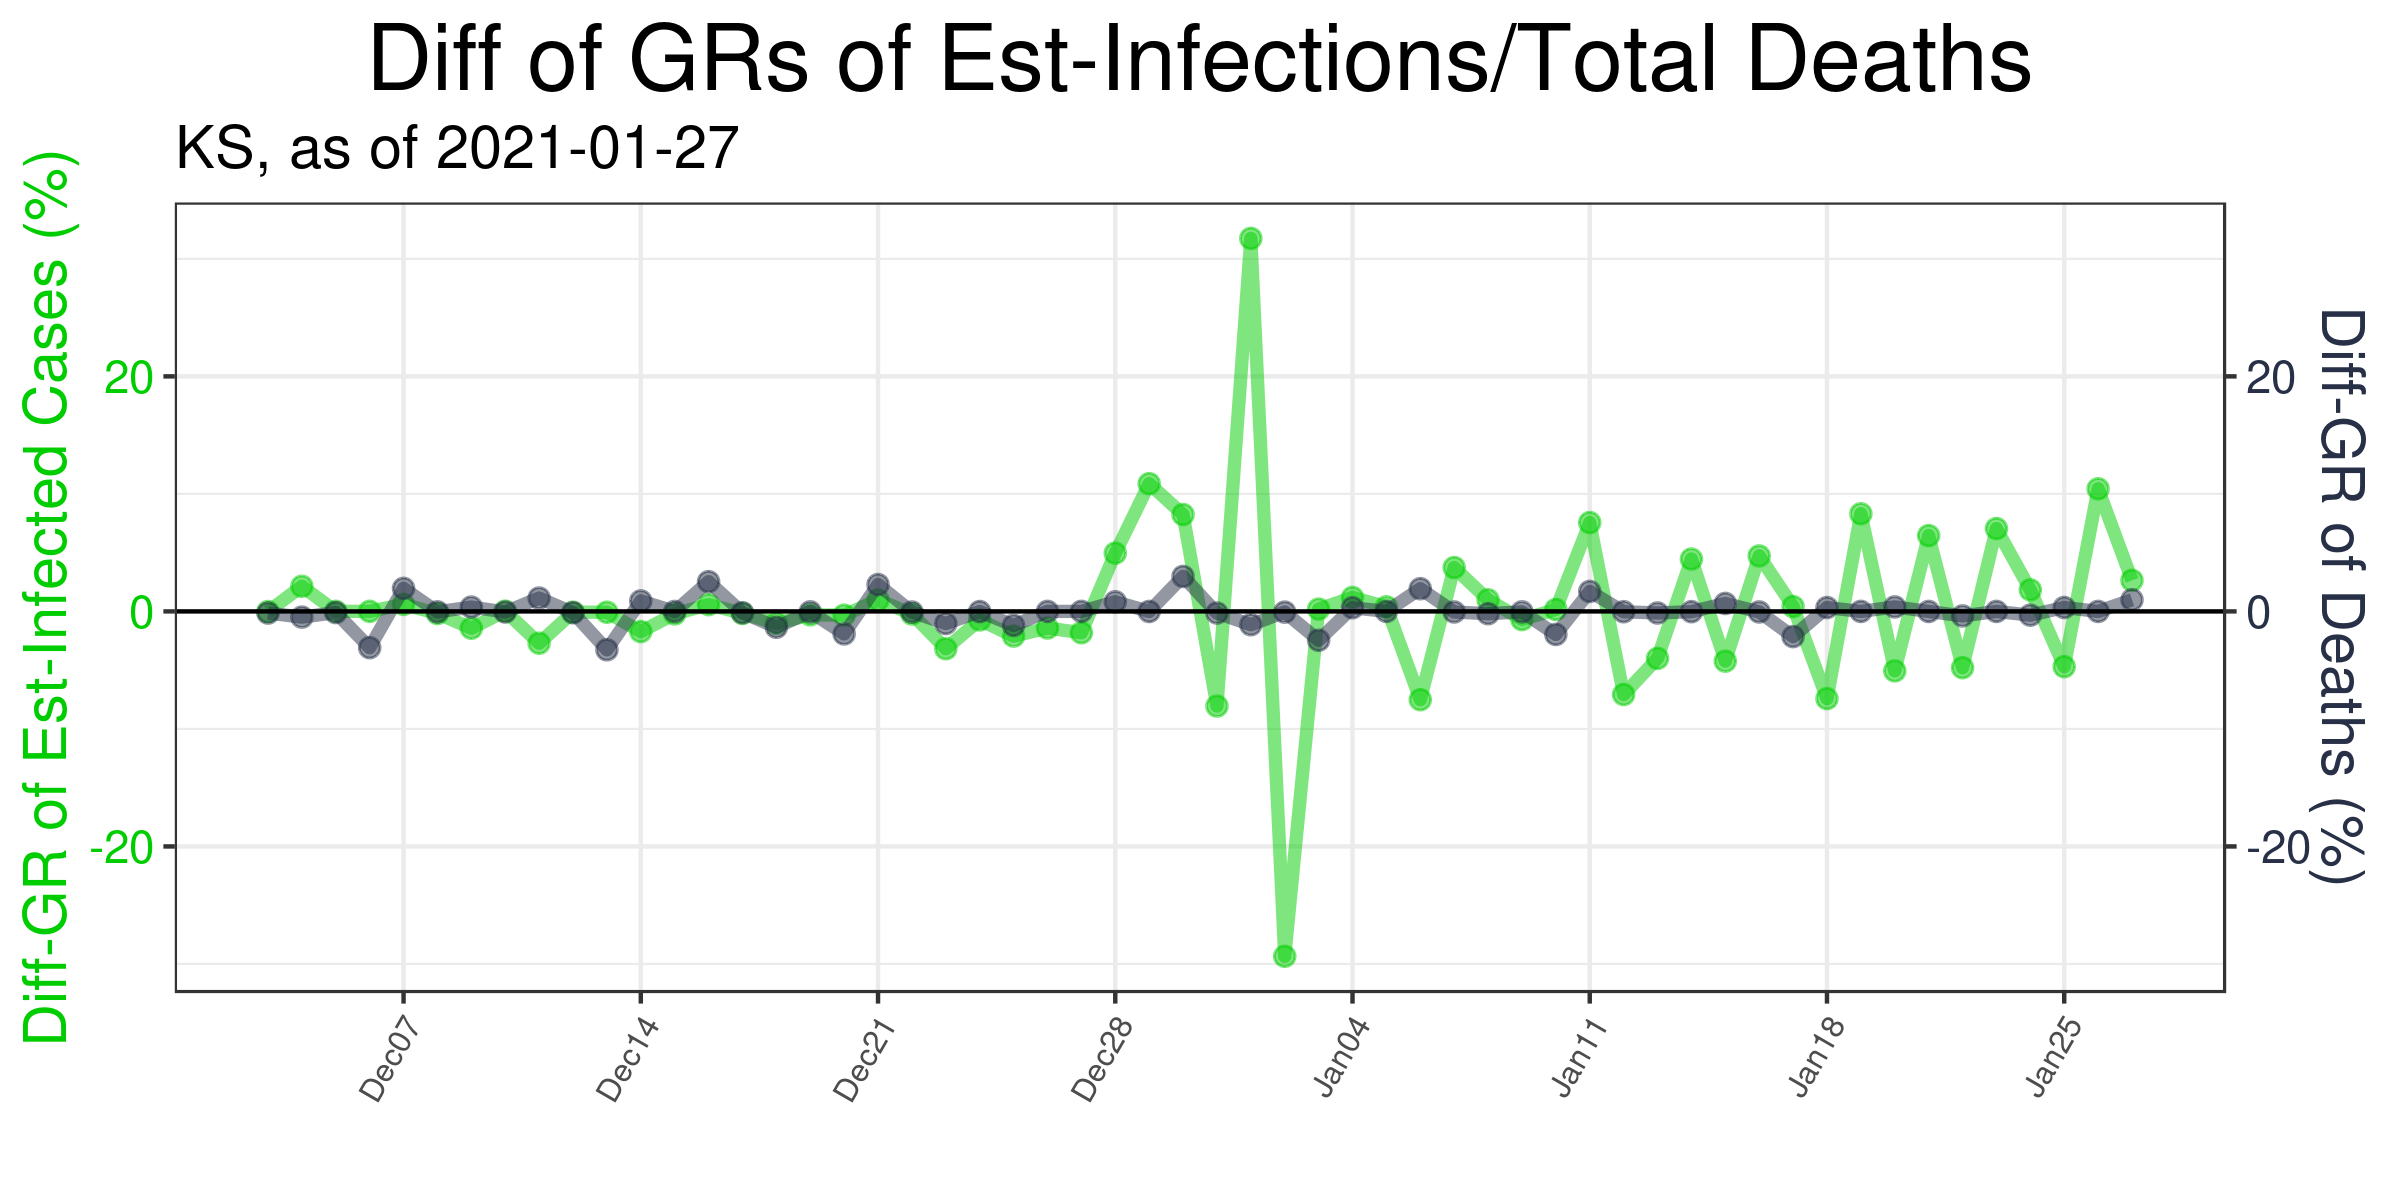 Diff of GRs of Est-Infections/Total Deaths
KS, as of 2021-01-27
Diff-GR of Est-Infected Cases (%)
20
0
-20
20
0
-20
Diff-GR of Deaths (%)
Dec07
Dec14
Dec21
Dec28
Jan04
Jan11
Jan18
Jan25